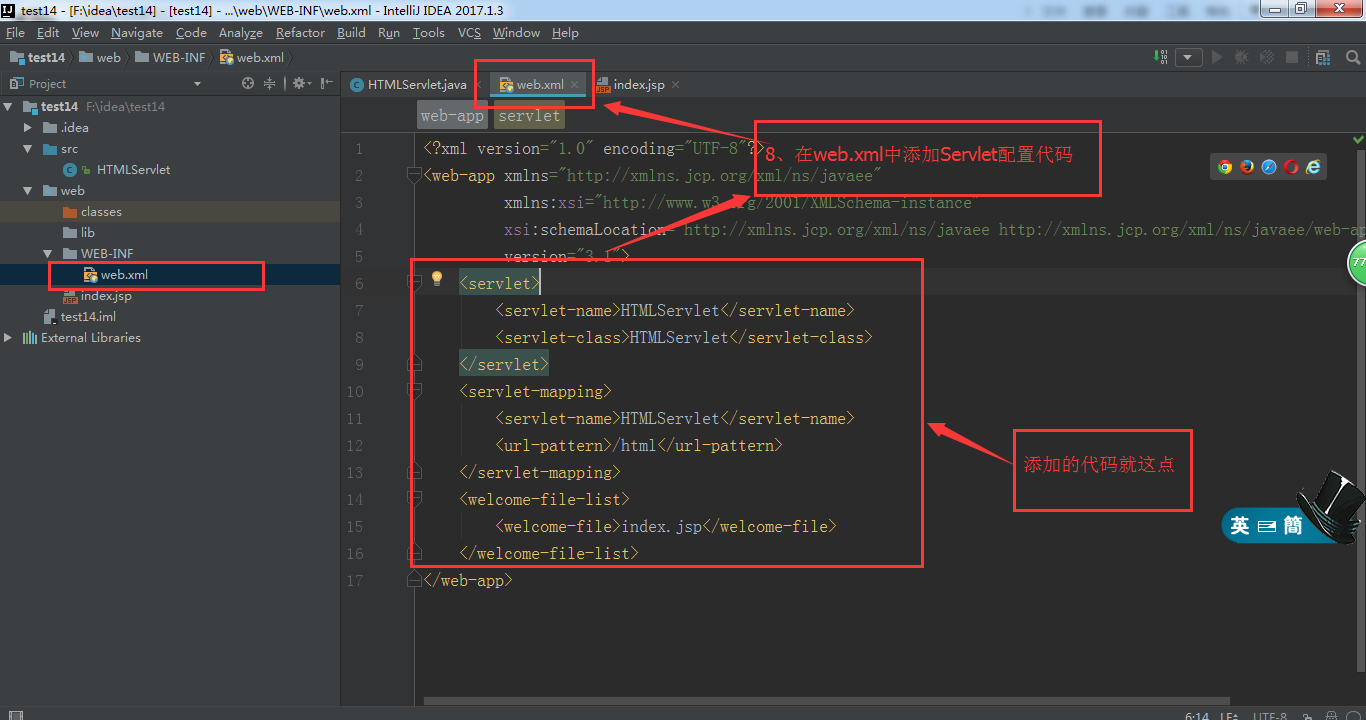 test14 - [F:\idea\test14] - [test14] - ...\web\WEB-INF\web.xml - IntelliJ IDEA 2017.1.3
File Edit View Navigate Code Analyze Refactor Build Run Tools VCS Window Help
test14 web WEB-INF web.xml
Project
HTMLServlet.java web.xml index.jsp
test14 F:\idea\test14
.idea
src
HTMLServlet
web
classes
lib
WEB-INF
web.xml
index.jsp
test14.iml
External Libraries
web-app servlet
8、在web.xml中添加Servlet配置代码
1 <?xml version="1.0" encoding="UTF-8"?>
2 <web-app xmlns="http://xmlns.jcp.org/xml/ns/javaee"
3 xmlns:xsi="http://www.w3.org/2001/XMLSchema-instance"
4 xsi:schemaLocation="http://xmlns.jcp.org/xml/ns/javaee http://xmlns.jcp.org/xml/ns/javaee/web-ap
5 version="3.1">
6 <servlet>
7 <servlet-name>HTMLServlet</servlet-name>
8 <servlet-class>HTMLServlet</servlet-class>
9 </servlet>
10 <servlet-mapping>
11 <servlet-name>HTMLServlet</servlet-name>
12 <url-pattern>/html</url-pattern>
13 </servlet-mapping>
14 <welcome-file-list>
15 <welcome-file>index.jsp</welcome-file>
16 </welcome-file-list>
17 </web-app>
添加的代码就这点
77
英 簡
6:14 LF UTF-8